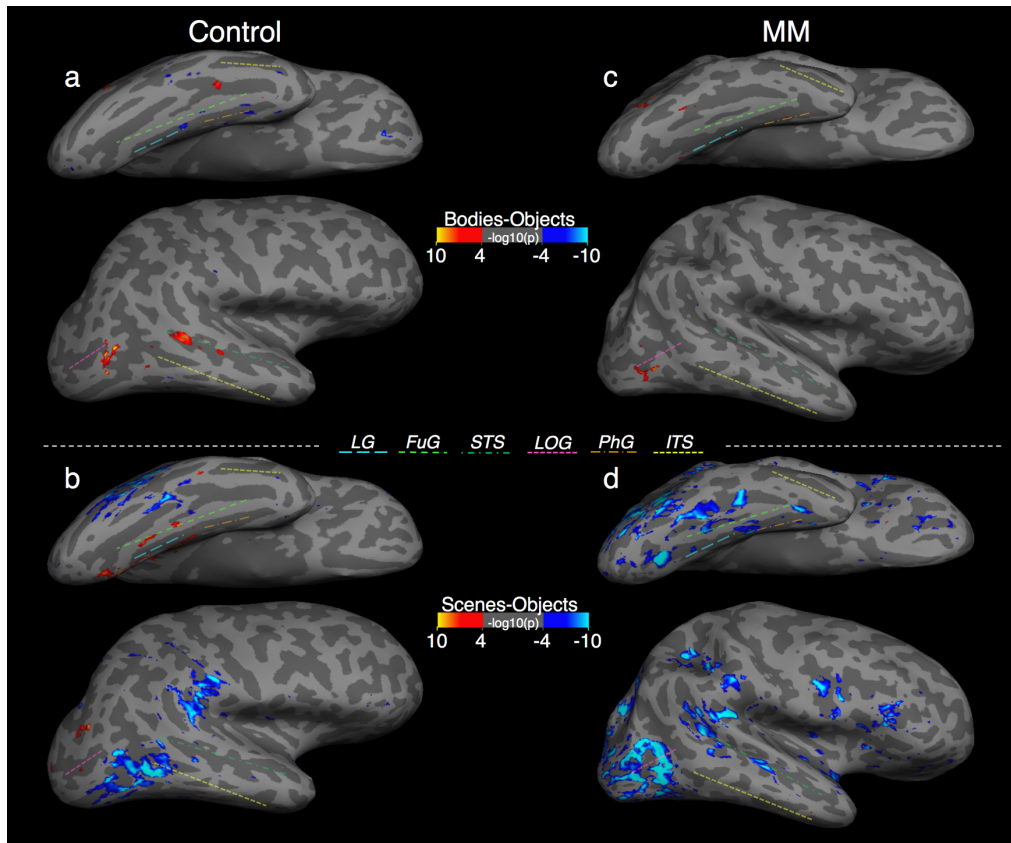 Control MM
a c
Bodies-Objects
-log10(p)
10 4 -4 -10
LG FuG STS LOG PhG ITS
b d
Scenes-Objects
-log10(p)
10 4 -4 -10